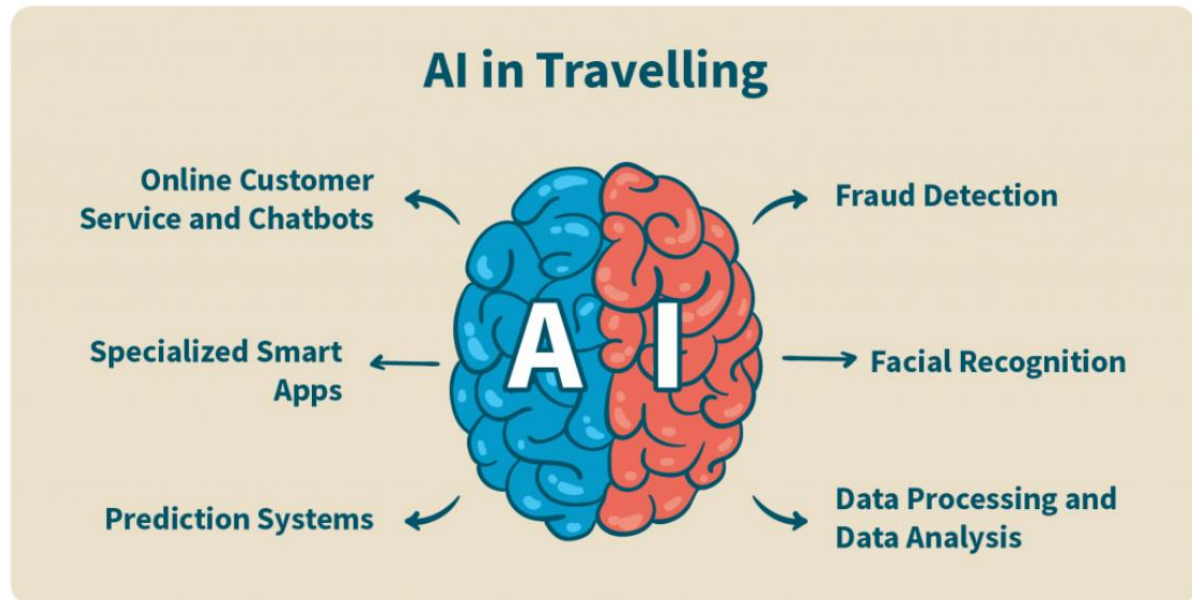 AI in Travelling
Online Customer
Service and Chatbots
Specialized Smart
Apps
Prediction Systems
A I
Fraud Detection
Facial Recognition
Data Processing and
Data Analysis